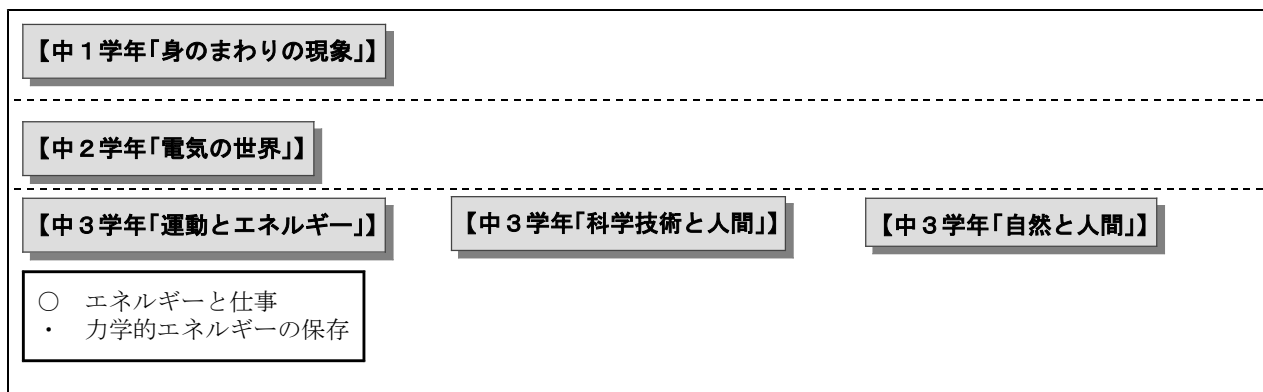 【中１学年「身のまわりの現象」】
【中２学年「電気の世界」】
【中３学年「運動とエネルギー」】
【中３学年「科学技術と人間」】
【中３学年「自然と人間」】
○　エネルギーと仕事
・　力学的エネルギーの保存